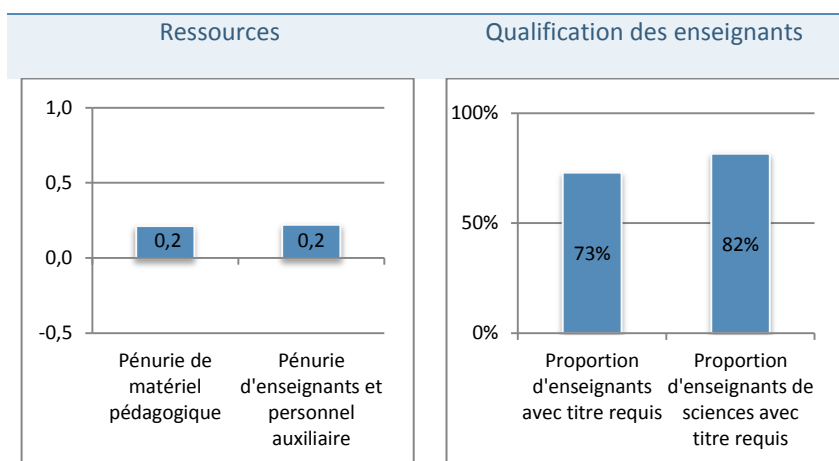 Ressources
Qualification des enseignants
1,0
0,5
0,0
-0,5
0,2
0,2
Pénurie de
matériel
pédagogique
Pénurie
d'enseignants et
personnel
auxiliaire
100%
50%
0%
73%
82%
Proportion
d'enseignants
avec titre requis
Proportion
d'enseignants de
sciences avec
titre requis